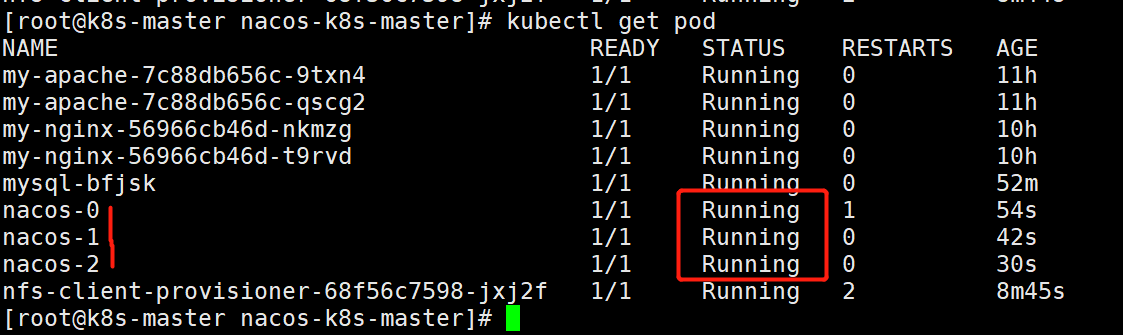 [root@k8s-master nacos-k8s-master]# kubectl get pod
NAME READY STATUS RESTARTS AGE
my-apache-7c88db656c-9txn4 1/1 Running 0 11h
my-apache-7c88db656c-qscg2 1/1 Running 0 11h
my-nginx-56966cb46d-nkmzg 1/1 Running 0 10h
my-nginx-56966cb46d-t9rvd 1/1 Running 0 10h
mysql-bfjsk 1/1 Running 0 52m
nacos-0 1/1 Running 1 54s
nacos-1 1/1 Running 0 42s
nacos-2 1/1 Running 0 30s
nfs-client-provisioner-68f56c7598-jxj2f 1/1 Running 2 8m45s
[root@k8s-master nacos-k8s-master]#